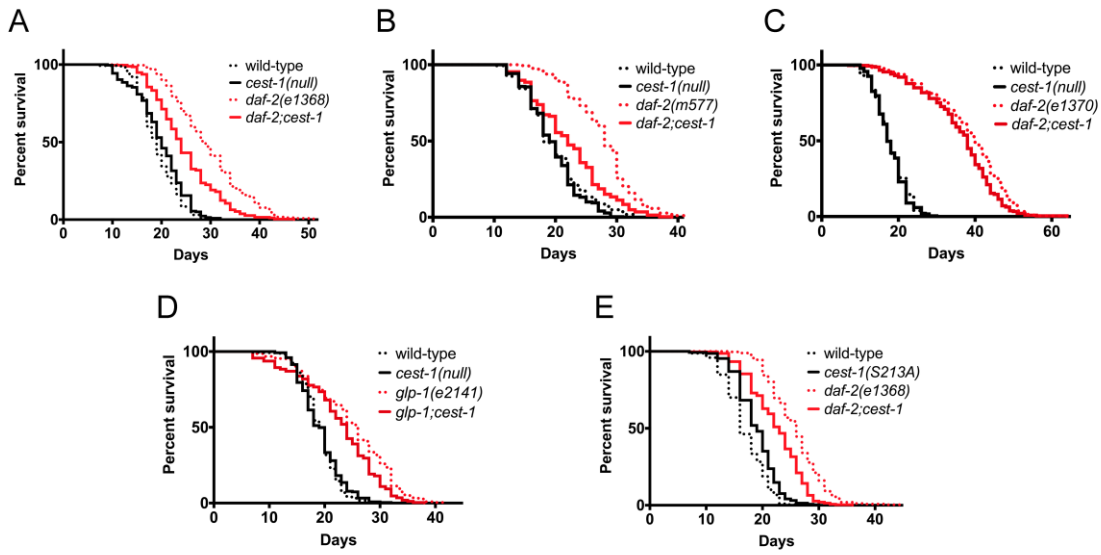 A
Percent survival
100
50
0
0 10 20 30 40 50
Days
wild-type
cest-1(null)
daf-2(e1368)
daf-2;cest-1
B
Percent survival
100
50
0
0 10 20 30 40
Days
wild-type
cest-1(null)
daf-2(m577)
daf-2;cest-1
C
Percent survival
100
50
0
0 20 40 60
Days
wild-type
cest-1(null)
daf-2(e1370)
daf-2;cest-1
D
Percent survival
100
50
0
0 10 20 30 40
Days
wild-type
cest-1(null)
glp-1(e2141)
glp-1;cest-1
E
Percent survival
100
50
0
0 10 20 30 40
Days
wild-type
cest-1(S213A)
daf-2(e1368)
daf-2;cest-1